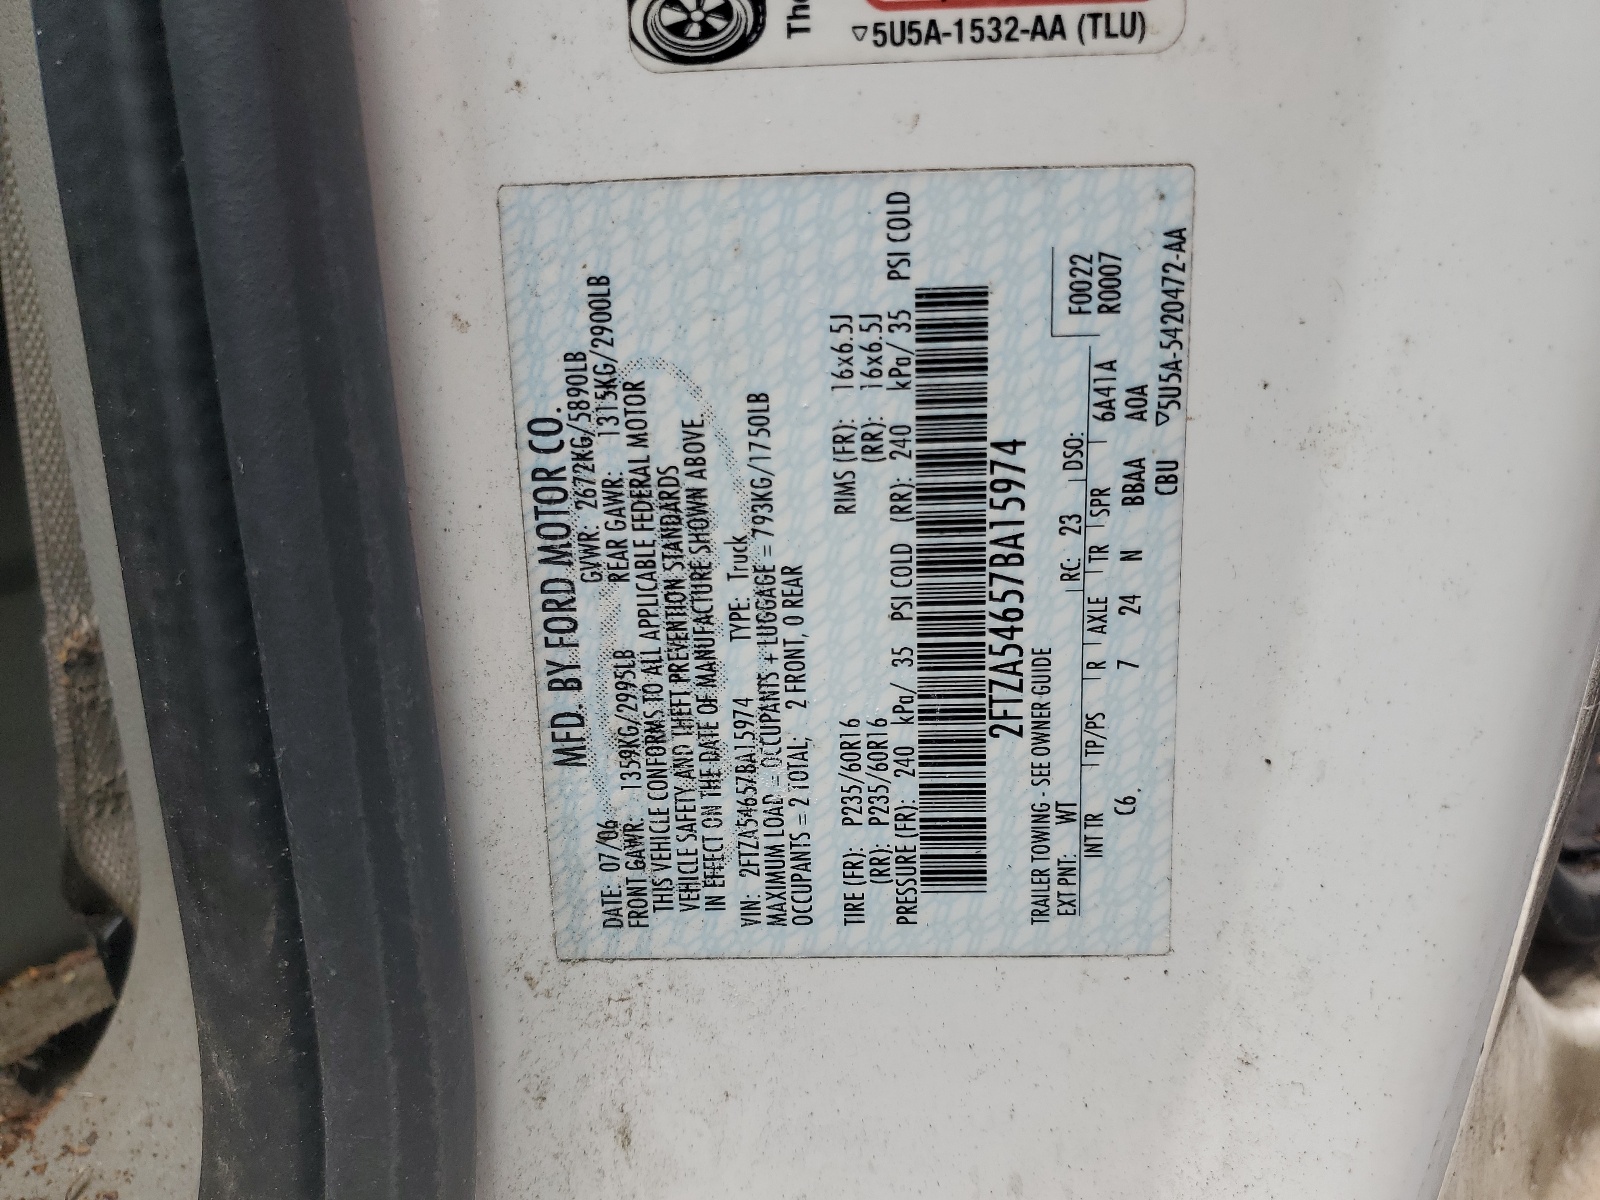 The
▽5U5A-1532-AA (TLU)
MFD. BY FORD MOTOR CO.
DATE: 07/06 GVWR: 2672KG/5890LB
FRONT GAWR: 1359KG/2995LB REAR GAWR: 1315KG/2900LB
THIS VEHICLE CONFORMS TO ALL APPLICABLE FEDERAL MOTOR
VEHICLE SAFETY AND THEFT PREVENTION STANDARDS
IN EFFECT ON THE DATE OF MANUFACTURE SHOWN ABOVE.
VIN: 2FTZA54657BA15974 TYPE: Truck
MAXIMUM LOAD = OCCUPANTS + LUGGAGE = 793KG/1750LB
OCCUPANTS = 2 TOTAL, 2 FRONT, 0 REAR
TIRE (FR): P235/60R16 RIMS (FR): 16x6.5J
(RR): P235/60R16 (RR): 16x6.5J
PRESSURE (FR): 240 kPa/ 35 PSI COLD (RR): 240 kPa/ 35 PSI COLD
2FTZA54657BA15974
TRAILER TOWING - SEE OWNER GUIDE
EXT PNT: WT RC: 23 DSO: F0022
INT TR TP/PS R AXLE TR SPR 6A41A R0007
C6 7 24 N BBAA A0A
CBU ▽5U5A-5420472-AA